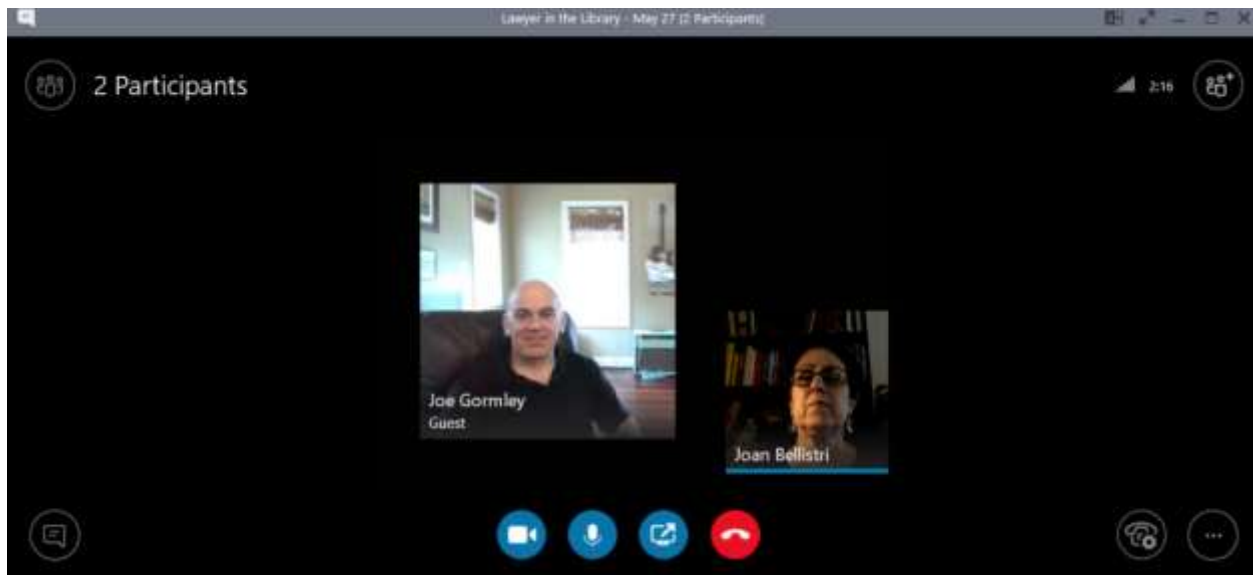 Lawyer in the Library - May 27 (2 Participants)
2 Participants
2:16
Joe Gormley
Guest
Joan Bellistri